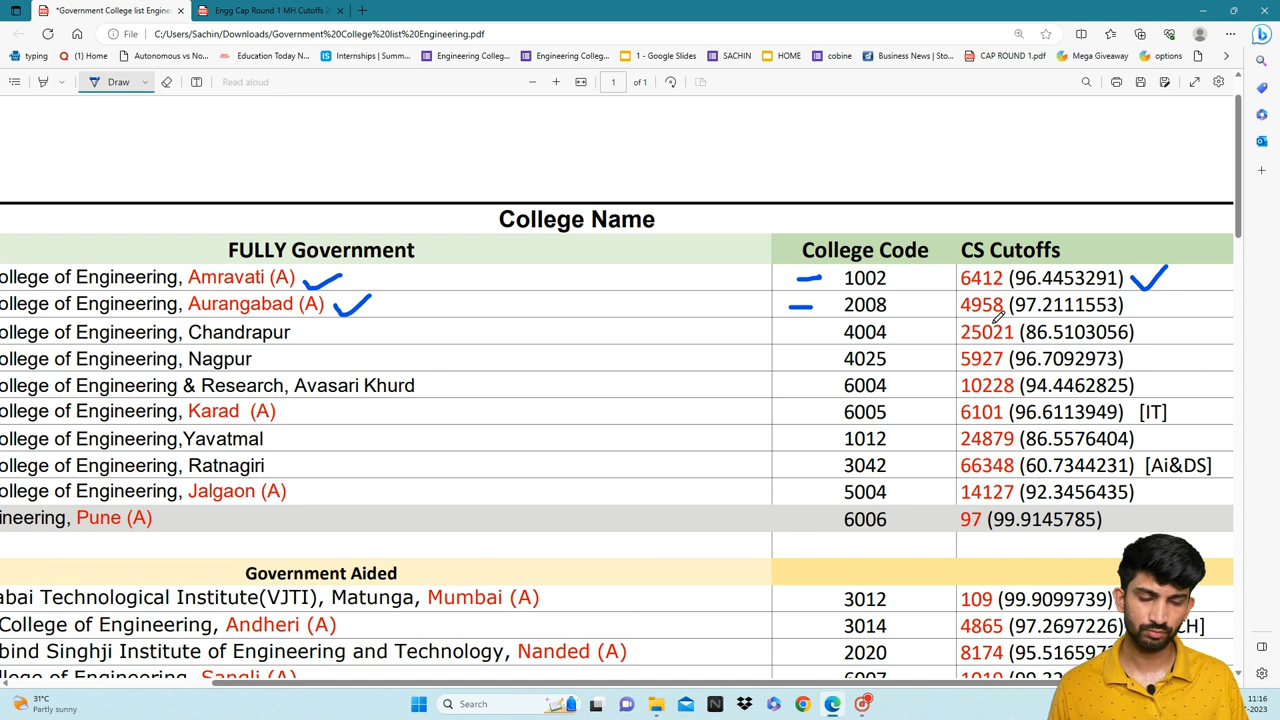 *Government College list Engine
Engg Cap Round 1 MH Cutoffs 2
File
C:/Users/Sachin/Downloads/Government%20College%20list%20Engineering.pdf
typing
(1) Home
Autonomous vs No...
Education Today Ne...
Internships | Summ...
Engineering Colleg...
Engineering Colleg...
1 - Google Slides
SACHIN
HOME
cobine
Business News | Sto...
CAP ROUND 1.pdf
Mega Giveaway
options
Draw
Read aloud
1
of 1
College Name
FULLY Government College Code CS Cutoffs
ollege of Engineering, Amravati (A) 1002 6412 (96.4453291)
ollege of Engineering, Aurangabad (A) 2008 4958 (97.2111553)
ollege of Engineering, Chandrapur 4004 25021 (86.5103056)
ollege of Engineering, Nagpur 4025 5927 (96.7092973)
ollege of Engineering & Research, Avasari Khurd 6004 10228 (94.4462825)
ollege of Engineering, Karad (A) 6005 6101 (96.6113949) [IT]
ollege of Engineering,Yavatmal 1012 24879 (86.5576404)
ollege of Engineering, Ratnagiri 3042 66348 (60.7344231) [Ai&DS]
ollege of Engineering, Jalgaon (A) 5004 14127 (92.3456435)
ineering, Pune (A) 6006 97 (99.9145785)
Government Aided
abai Technological Institute(VJTI), Matunga, Mumbai (A) 3012 109 (99.9099739)
College of Engineering, Andheri (A) 3014 4865 (97.2697226) CH]
bind Singhji Institute of Engineering and Technology, Nanded (A) 2020 8174 (95.516597
31°C
Partly sunny
Search
11:16
-2023